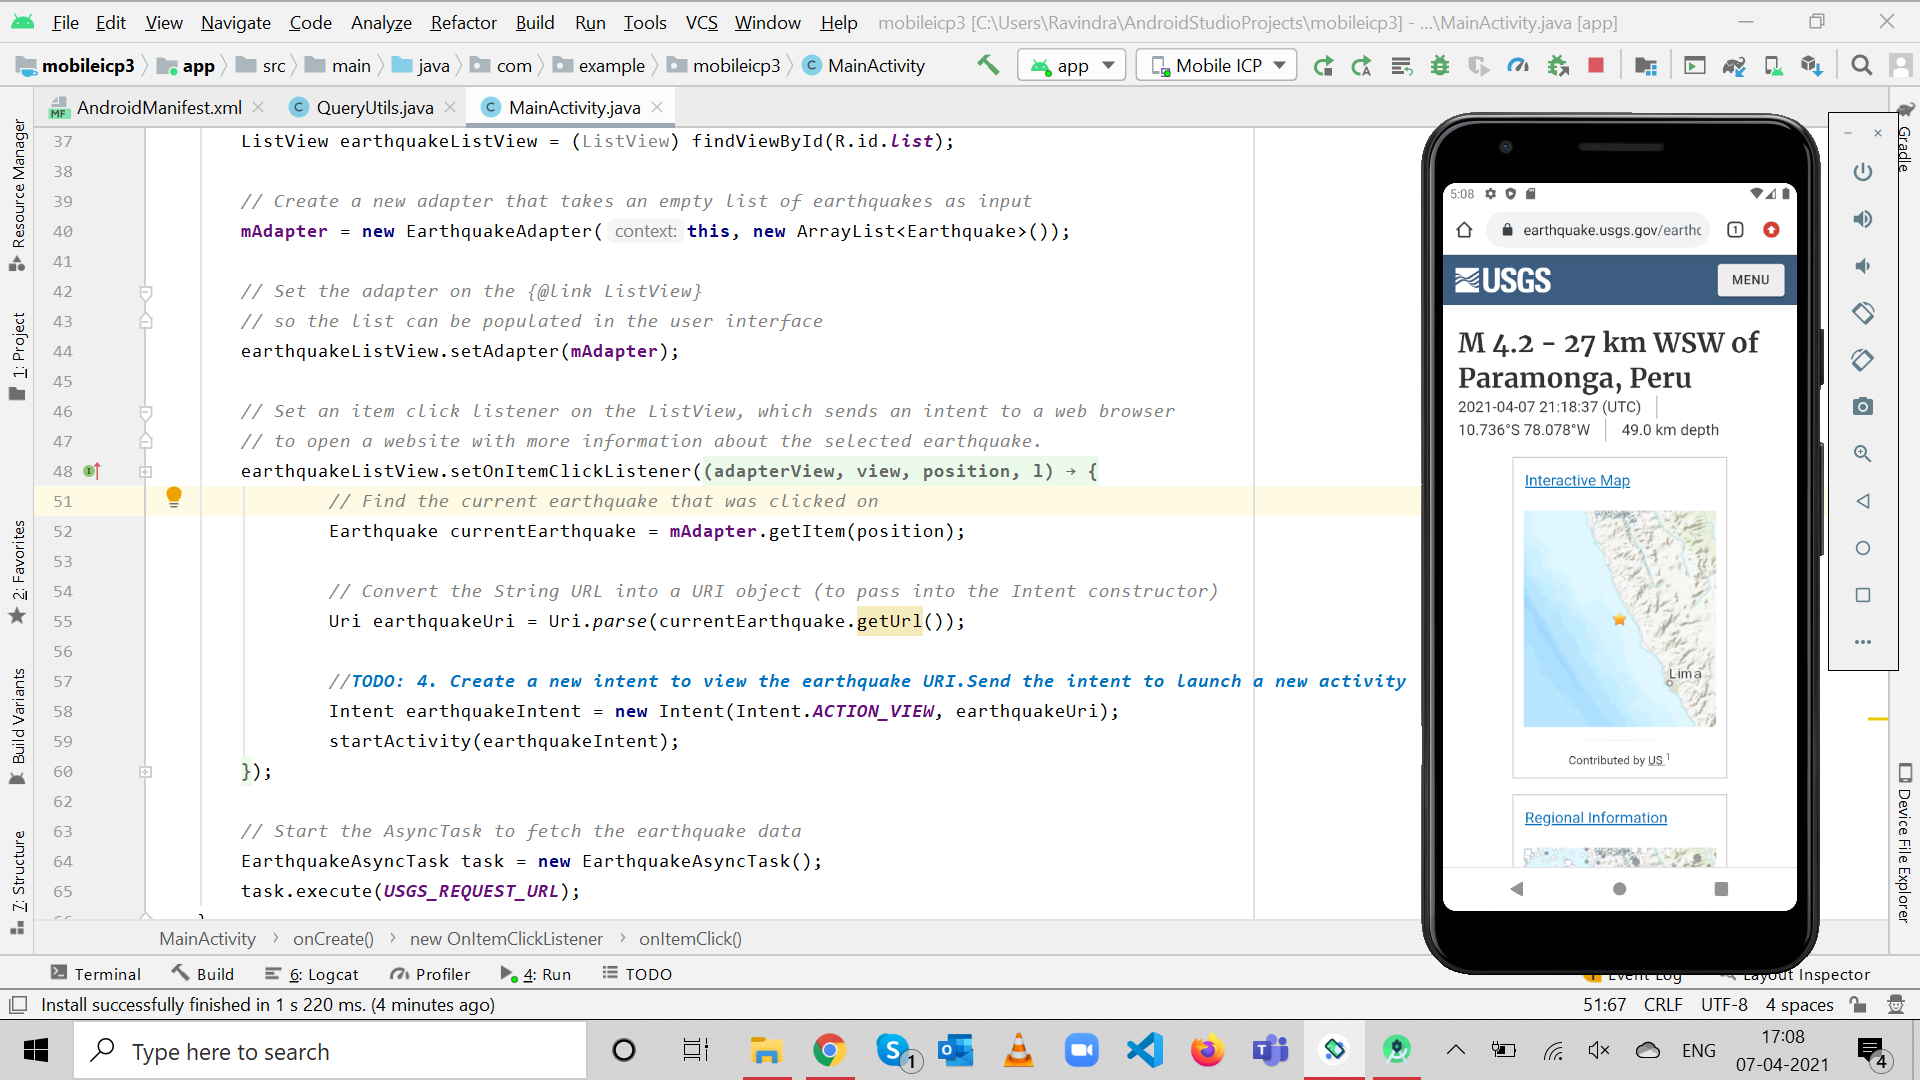 File Edit View Navigate Code Analyze Refactor Build Run Tools VCS Window Help mobileicp3 [C:\Users\Ravindra\AndroidStudioProjects\mobileicp3] - ...\MainActivity.java [app]
mobileicp3 app src main java com example mobileicp3 MainActivity app Mobile ICP
AndroidManifest.xml QueryUtils.java MainActivity.java
37 ListView earthquakeListView = (ListView) findViewById(R.id.list);
38
39 // Create a new adapter that takes an empty list of earthquakes as input
40 mAdapter = new EarthquakeAdapter( context: this, new ArrayList<Earthquake>());
41
42 // Set the adapter on the {@link ListView}
43 // so the list can be populated in the user interface
44 earthquakeListView.setAdapter(mAdapter);
45
46 // Set an item click listener on the ListView, which sends an intent to a web browser
47 // to open a website with more information about the selected earthquake.
48 earthquakeListView.setOnItemClickListener((adapterView, view, position, l) → {
51 // Find the current earthquake that was clicked on
52 Earthquake currentEarthquake = mAdapter.getItem(position);
53
54 // Convert the String URL into a URI object (to pass into the Intent constructor)
55 Uri earthquakeUri = Uri.parse(currentEarthquake.getUrl());
56
57 //TODO: 4. Create a new intent to view the earthquake URI.Send the intent to launch a new activity
58 Intent earthquakeIntent = new Intent(Intent.ACTION_VIEW, earthquakeUri);
59 startActivity(earthquakeIntent);
60 });
62
63 // Start the AsyncTask to fetch the earthquake data
64 EarthquakeAsyncTask task = new EarthquakeAsyncTask();
65 task.execute(USGS_REQUEST_URL);
MainActivity onCreate() new OnItemClickListener onItemClick()
Resource Manager
1: Project
2: Favorites
Build Variants
7: Structure
Gradle
Device File Explorer
5:08
earthquake.usgs.gov/earthq
1
USGS
MENU
M 4.2 - 27 km WSW of
Paramonga, Peru
2021-04-07 21:18:37 (UTC)
10.736°S 78.078°W 49.0 km depth
Interactive Map
Lima
Contributed by US 1
Regional Information
Terminal Build 6: Logcat Profiler 4: Run TODO Event Log Layout Inspector
Install successfully finished in 1 s 220 ms. (4 minutes ago) 51:67 CRLF UTF-8 4 spaces
Type here to search
1
ENG
17:08
07-04-2021
4